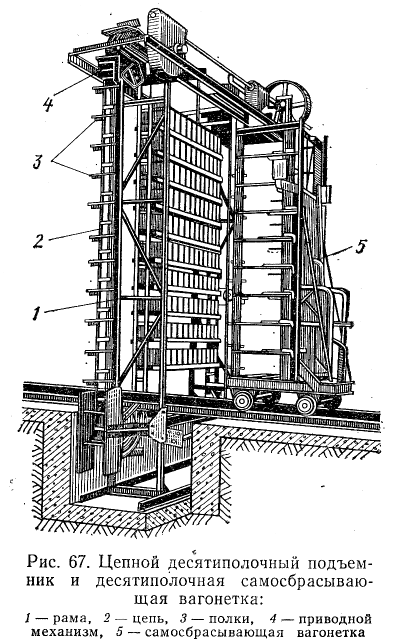 4
3
2
1
5
Рис. 67. Цепной десятиполочный подъем-
ник и десятиполочная самосбрасываю-
щая вагонетка:
1 — рама, 2 — цепь, 3 — полки, 4 — приводной
механизм, 5 — самосбрасывающая вагонетка